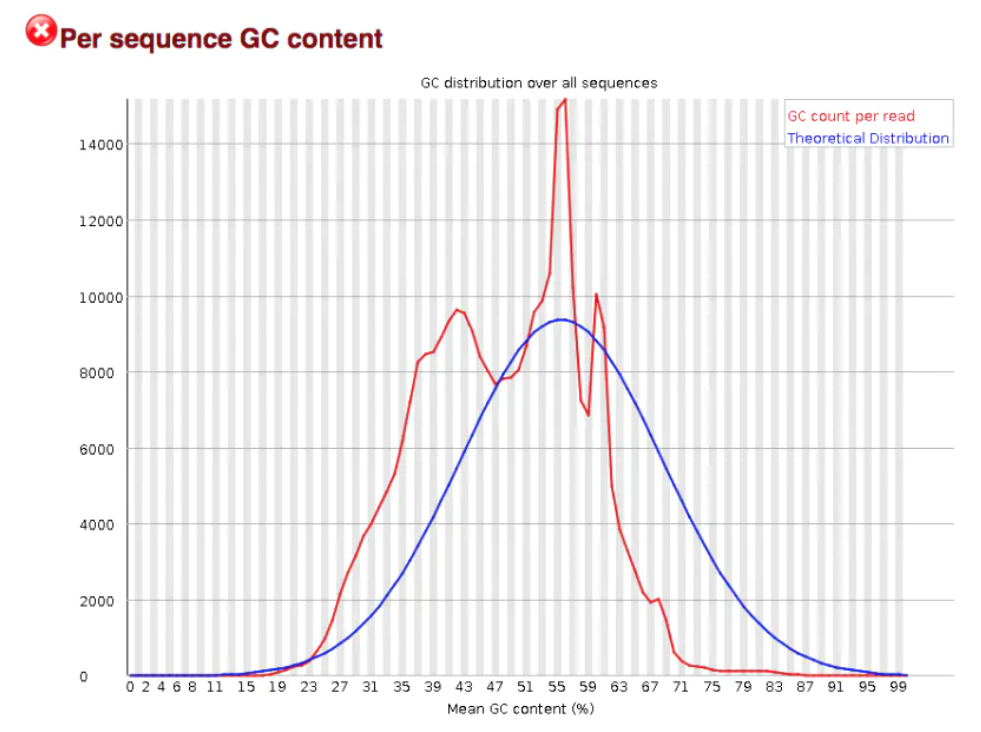 Per sequence GC content
GC distribution over all sequences
GC count per read
Theoretical Distribution
14000
12000
10000
8000
6000
4000
2000
0
0 2 4 6 8 11 15 19 23 27 31 35 39 43 47 51 55 59 63 67 71 75 79 83 87 91 95 99
Mean GC content (%)